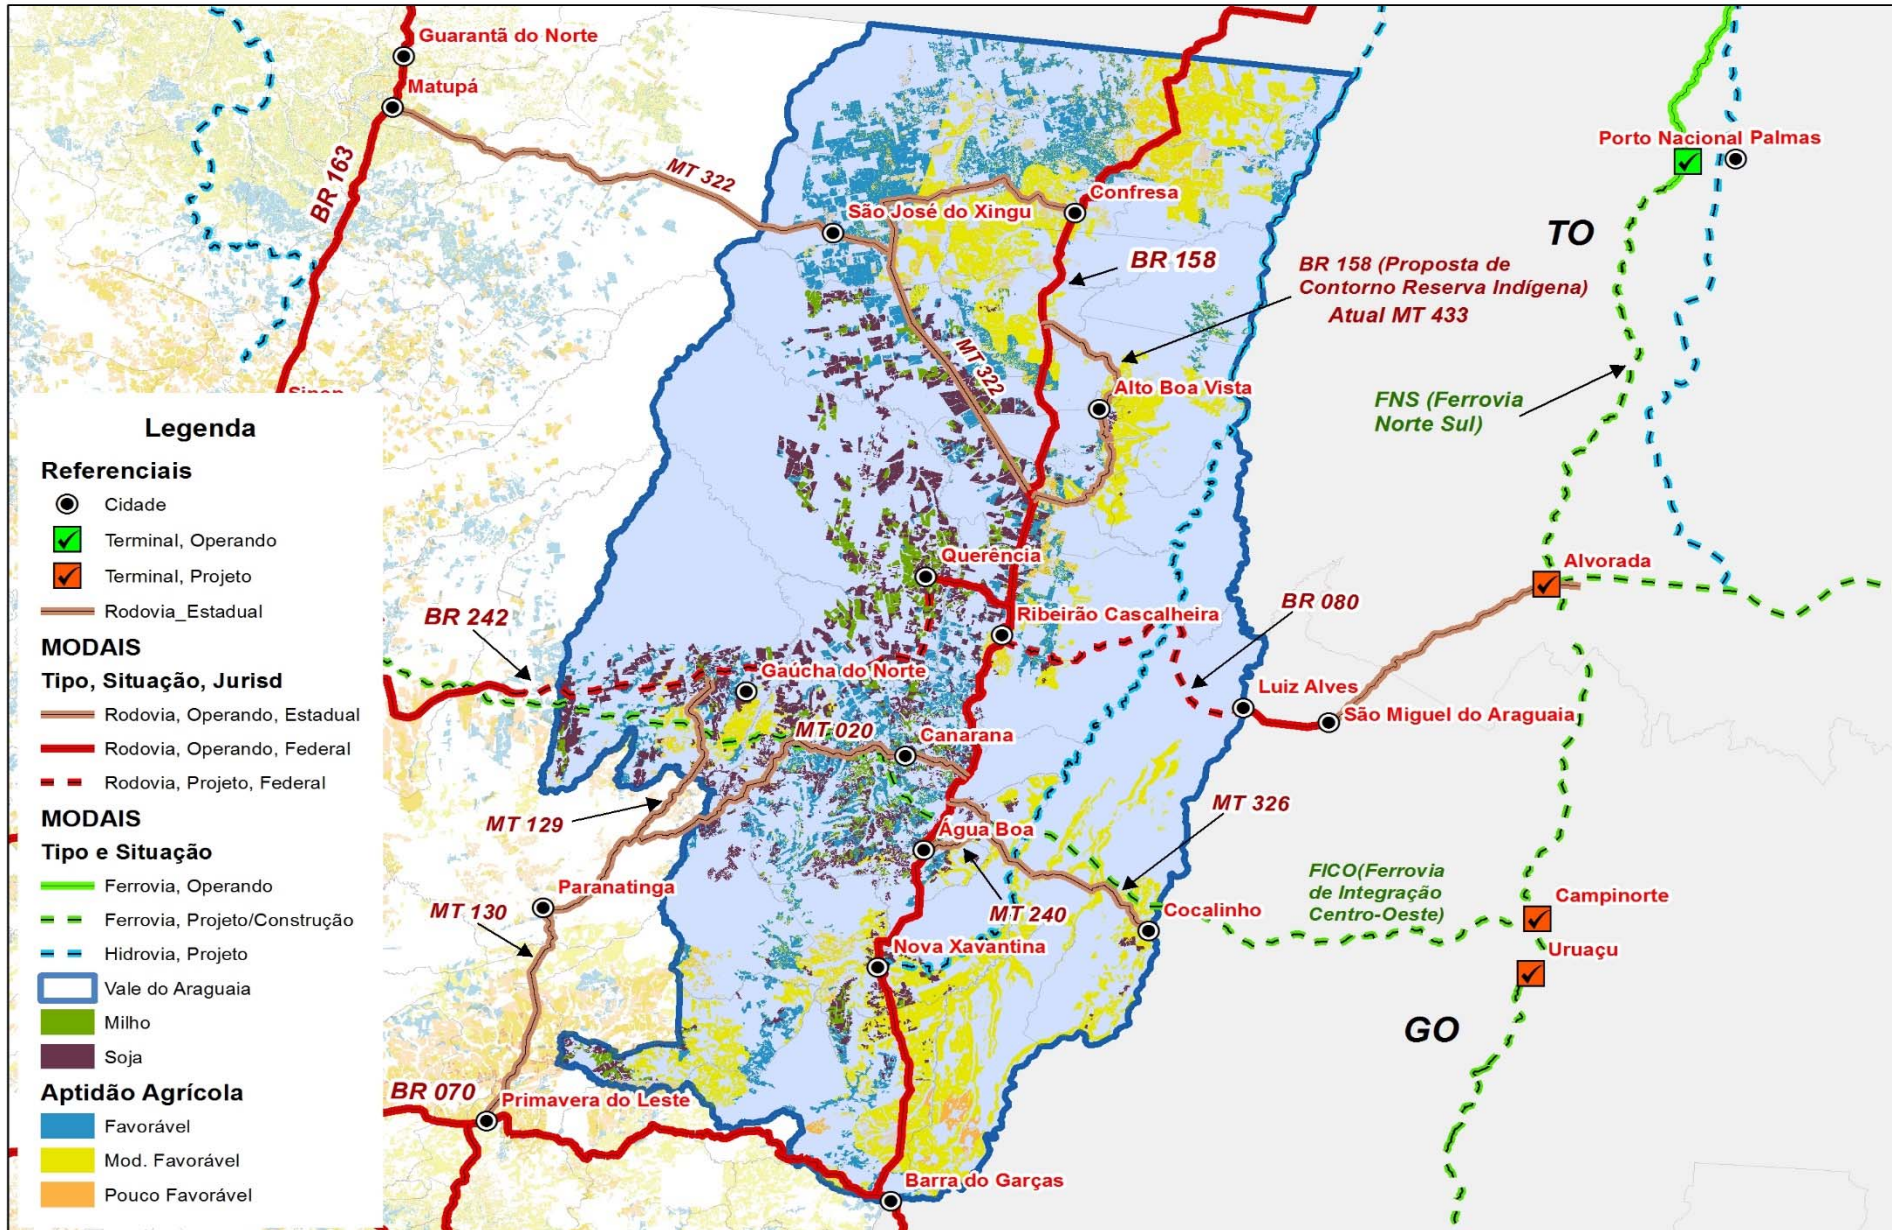 Guarantã do Norte
Matupá
BR 163
MT 322
Porto Nacional Palmas
Confresa
São José do Xingu
TO
BR 158
BR 158 (Proposta de
Contorno Reserva Indígena)
Atual MT 433
MT 322
Alto Boa Vista
FNS (Ferrovia
Norte Sul)
Sinop
Querência
Alvorada
BR 242
Ribeirão Cascalheira
BR 080
Gaúcha do Norte
Luiz Alves
São Miguel do Araguaia
MT 020
Canarana
MT 326
MT 129
Água Boa
Paranatinga
MT 130
MT 240
Cocalinho
FICO(Ferrovia
de Integração
Centro-Oeste)
Campinorte
Uruaçu
Nova Xavantina
GO
BR 070
Primavera do Leste
Barra do Garças
Legenda
Referenciais
Cidade
Terminal, Operando
Terminal, Projeto
Rodovia_Estadual
MODAIS
Tipo, Situação, Jurisd
Rodovia, Operando, Estadual
Rodovia, Operando, Federal
Rodovia, Projeto, Federal
MODAIS
Tipo e Situação
Ferrovia, Operando
Ferrovia, Projeto/Construção
Hidrovia, Projeto
Vale do Araguaia
Milho
Soja
Aptidão Agrícola
Favorável
Mod. Favorável
Pouco Favorável